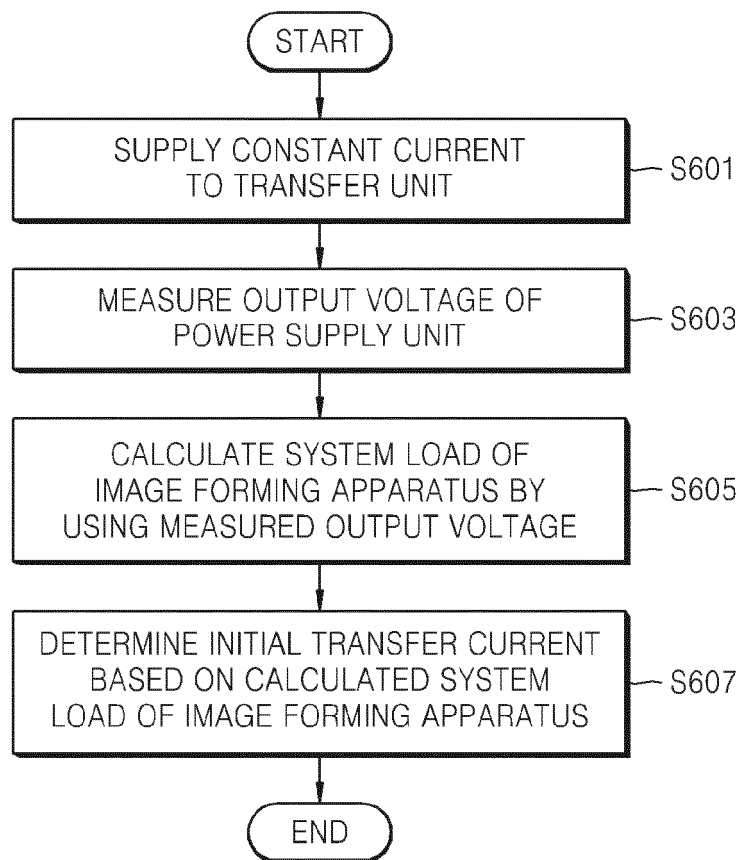 START
SUPPLY CONSTANT CURRENT
TO TRANSFER UNIT
S601
MEASURE OUTPUT VOLTAGE OF
POWER SUPPLY UNIT
S603
CALCULATE SYSTEM LOAD OF
IMAGE FORMING APPARATUS BY
USING MEASURED OUTPUT VOLTAGE
S605
DETERMINE INITIAL TRANSFER CURRENT
BASED ON CALCULATED SYSTEM
LOAD OF IMAGE FORMING APPARATUS
S607
END